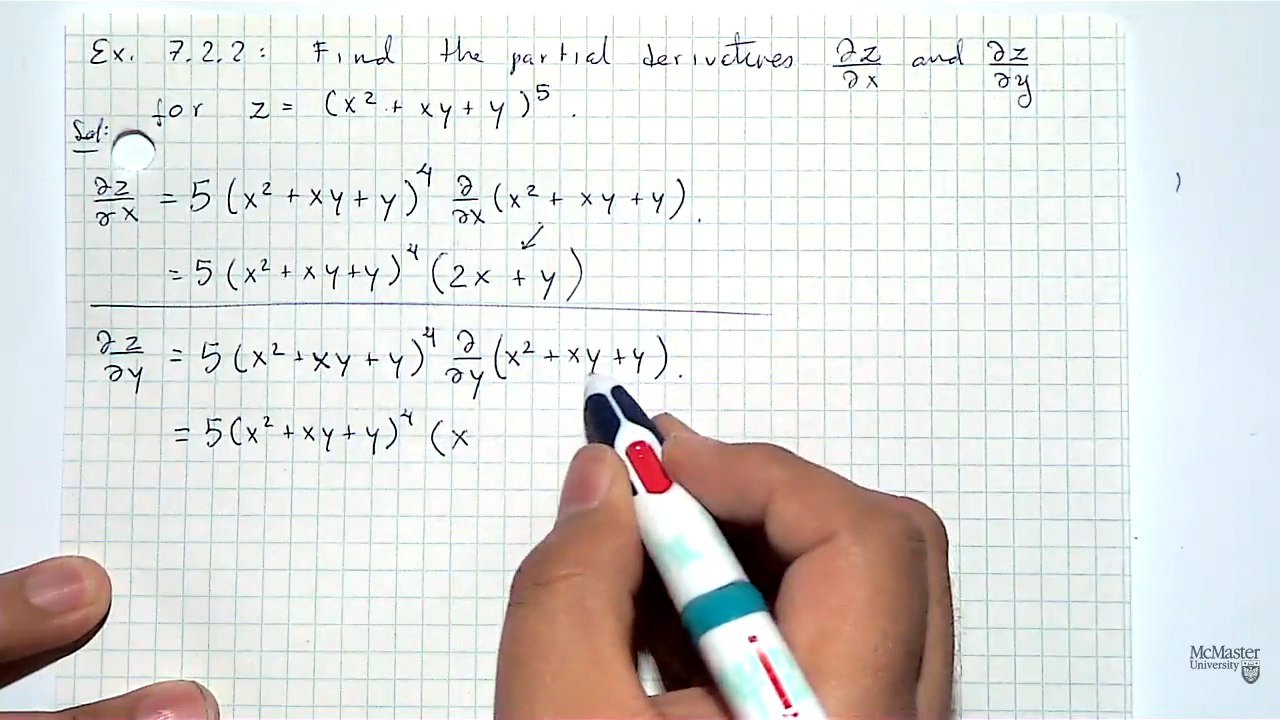 Ex. 7.2.2: Find the partial derivatives ∂z/∂x and ∂z/∂y
for z = (x² + xy + y)⁵.
Sol:
∂z/∂x = 5(x² + xy + y)⁴ ∂/∂x (x² + xy + y).
= 5(x² + xy + y)⁴ (2x + y)
∂z/∂y = 5(x² + xy + y)⁴ ∂/∂y (x² + xy + y).
= 5(x² + xy + y)⁴ (x
McMaster
University